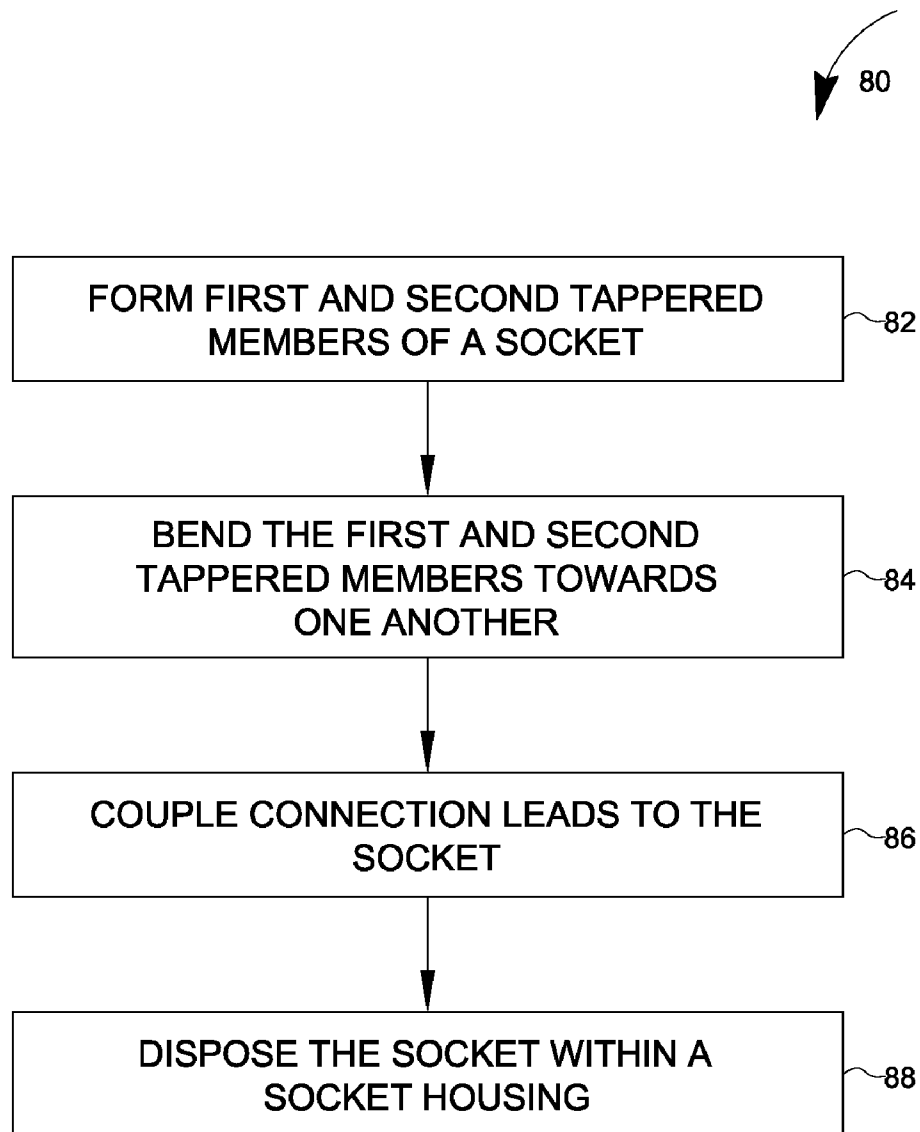 80
FORM FIRST AND SECOND TAPPERED
MEMBERS OF A SOCKET
82
BEND THE FIRST AND SECOND
TAPPERED MEMBERS TOWARDS
ONE ANOTHER
84
COUPLE CONNECTION LEADS TO THE
SOCKET
86
DISPOSE THE SOCKET WITHIN A
SOCKET HOUSING
88